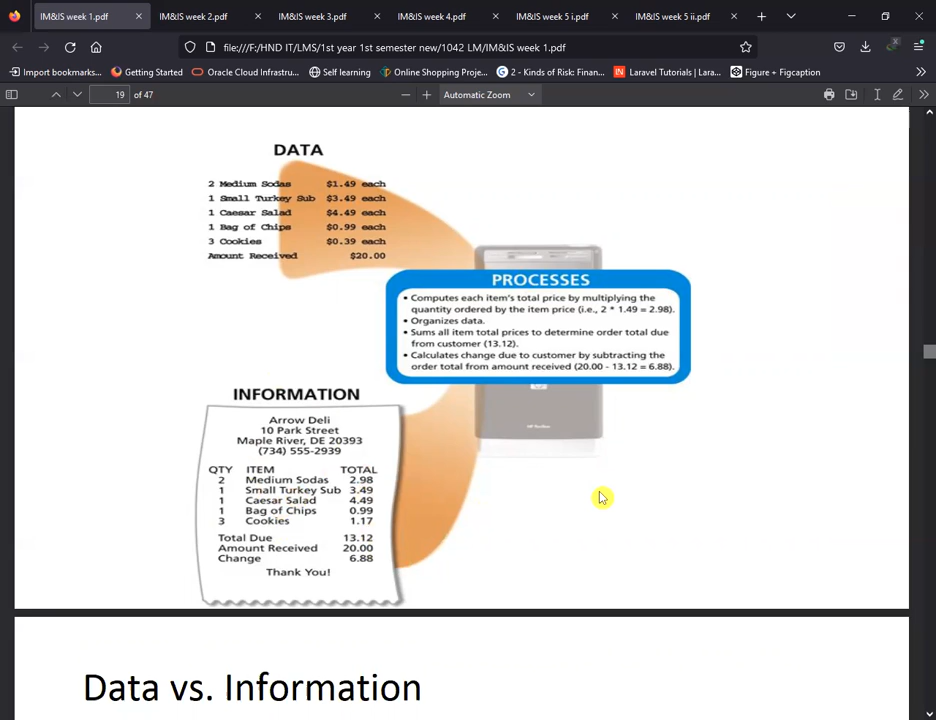 IM&IS week 1.pdf
IM&IS week 2.pdf
IM&IS week 3.pdf
IM&IS week 4.pdf
IM&IS week 5 i.pdf
IM&IS week 5 ii.pdf
file:///F:/HND IT/LMS/1st year 1st semester new/1042 LM/IM&IS week 1.pdf
Import bookmarks...
Getting Started
Oracle Cloud Infrastru...
Self learning
Online Shopping Proje...
2 - Kinds of Risk: Finan...
Laravel Tutorials | Lara...
Figure + Figcaption
19 of 47
Automatic Zoom
DATA
2 Medium Sodas $1.49 each
1 Small Turkey Sub $3.49 each
1 Caesar Salad $4.49 each
1 Bag of Chips $0.99 each
3 Cookies $0.39 each
Amount Received $20.00
PROCESSES
• Computes each item's total price by multiplying the
quantity ordered by the item price (i.e., 2 * 1.49 = 2.98).
• Organizes data.
• Sums all item total prices to determine order total due
from customer (13.12).
• Calculates change due to customer by subtracting the
order total from amount received (20.00 - 13.12 = 6.88).
INFORMATION
Arrow Deli
10 Park Street
Maple River, DE 20393
(734) 555-2939
QTY ITEM TOTAL
2 Medium Sodas 2.98
1 Small Turkey Sub 3.49
1 Caesar Salad 4.49
1 Bag of Chips 0.99
3 Cookies 1.17
Total Due 13.12
Amount Received 20.00
Change 6.88
Thank You!
Data vs. Information